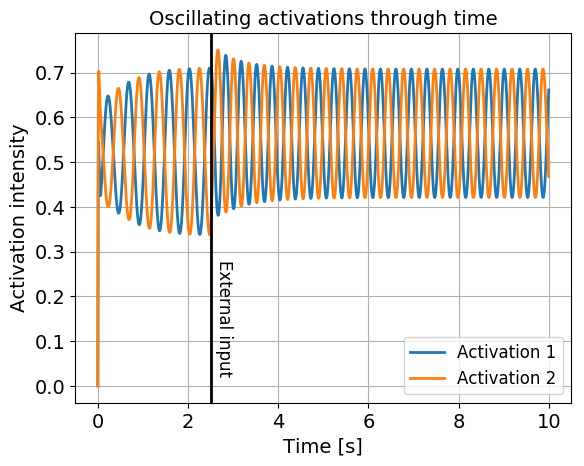 Oscillating activations through time
Activation intensity
0.7
0.6
0.5
0.4
0.3
0.2
0.1
0.0
External input
Activation 1
Activation 2
0
2
4
6
8
10
Time [s]